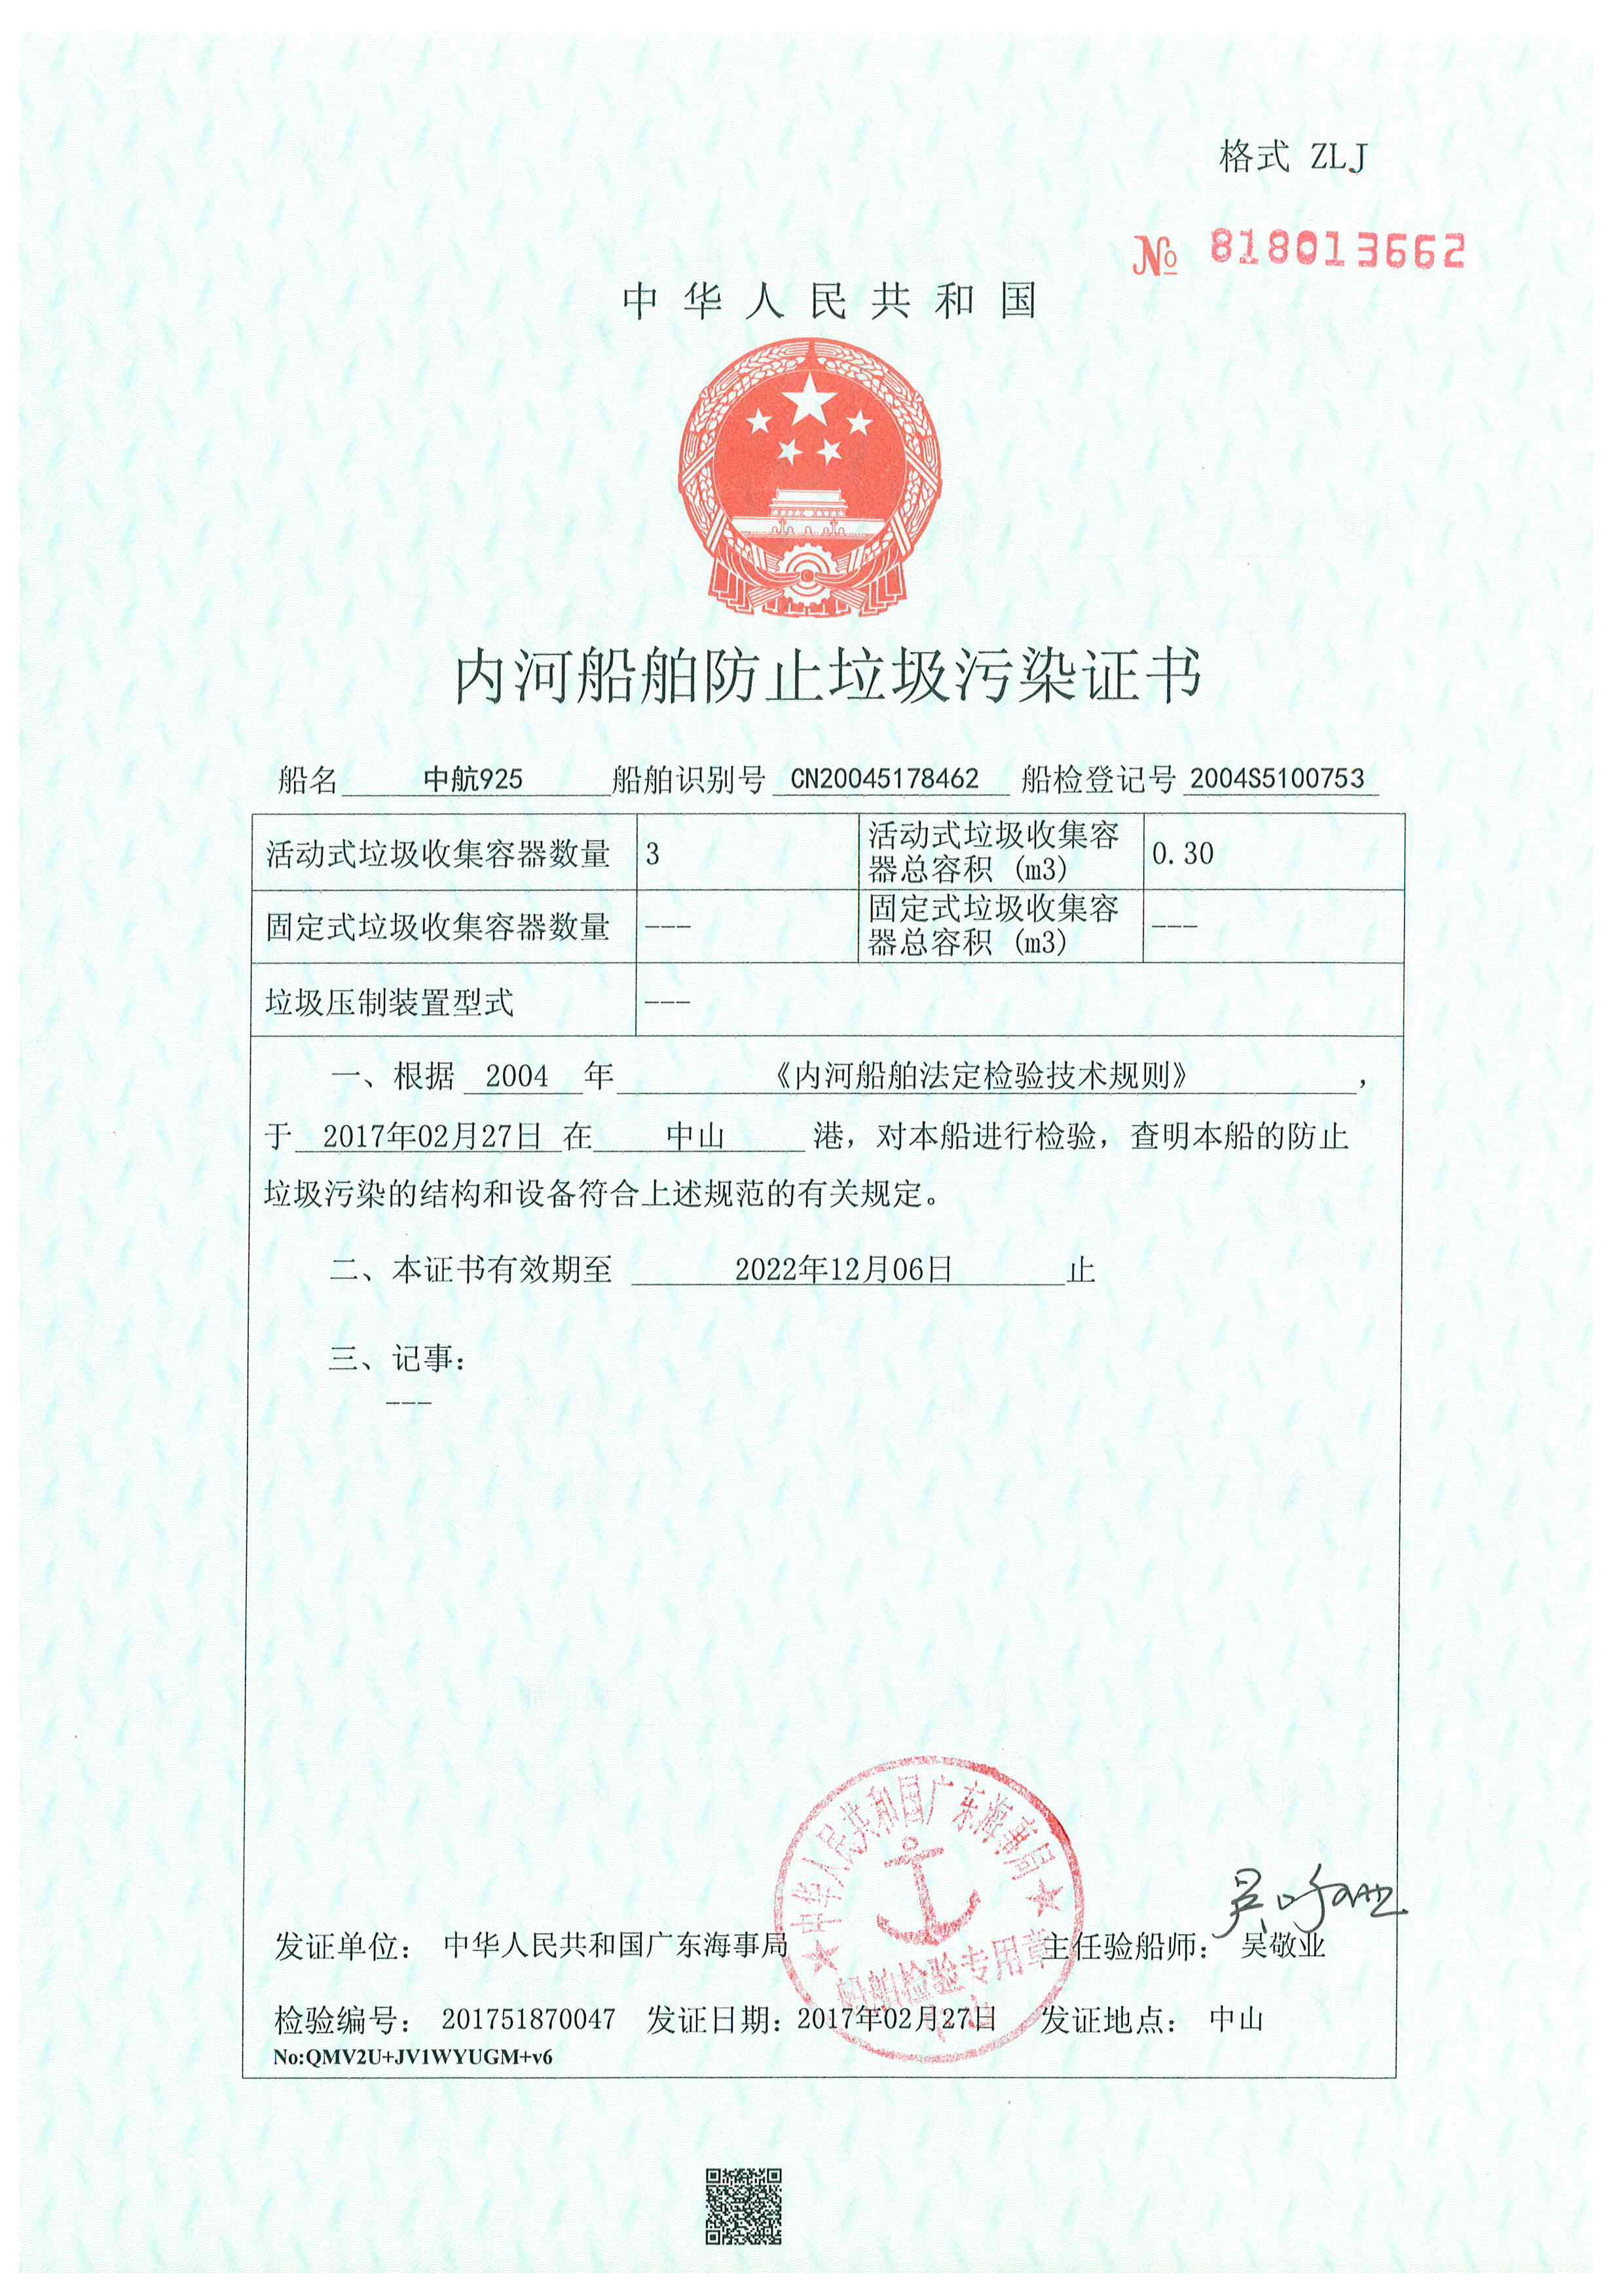 格式 ZLJ
№ 818013662
中华人民共和国
内河船舶防止垃圾污染证书
船名 中航925 船舶识别号 CN20045178462 船检登记号 2004S5100753
活动式垃圾收集容器数量 3 活动式垃圾收集容
器总容积 (m3) 0.30
固定式垃圾收集容器数量 --- 固定式垃圾收集容
器总容积 (m3) ---
垃圾压制装置型式 ---
一、根据 2004 年 《内河船舶法定检验技术规则》 ，
于 2017年02月27日 在 中山 港，对本船进行检验，查明本船的防止
垃圾污染的结构和设备符合上述规范的有关规定。
二、本证书有效期至 2022年12月06日 止
三、记事：
---
中华人民共和国广东海事局
船舶检验专用章
发证单位： 中华人民共和国广东海事局 主任验船师： 吴敬业
检验编号： 201751870047 发证日期：2017年02月27日 发证地点： 中山
No:QMV2U+JV1WYUGM+v6